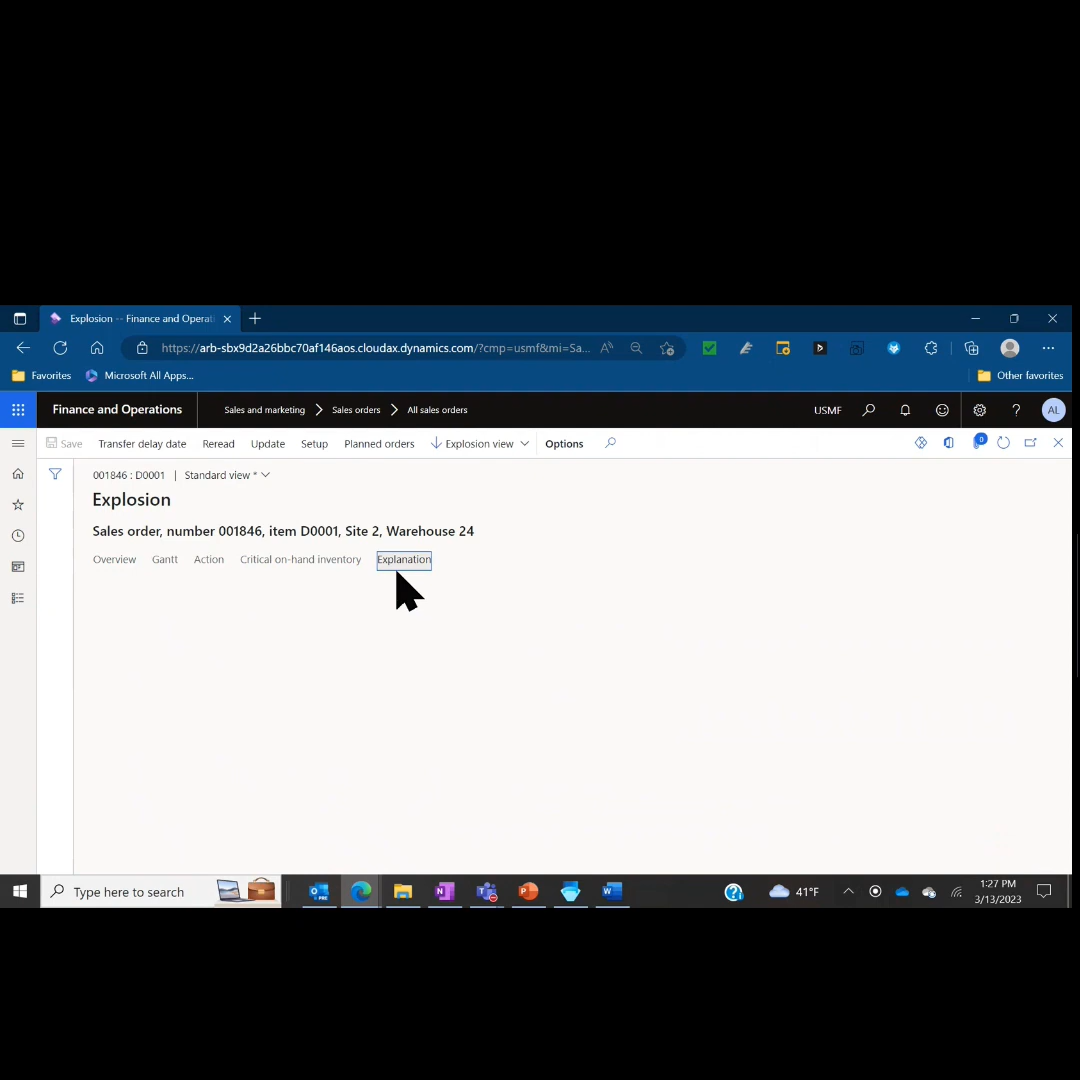 Explosion -- Finance and Operati
https://arb-sbx9d2a26bbc70af146aos.cloudax.dynamics.com/?cmp=usmf&mi=Sa...
Favorites
Microsoft All Apps...
Other favorites
Finance and Operations
Sales and marketing
Sales orders
All sales orders
USMF
?
AL
Save
Transfer delay date
Reread
Update
Setup
Planned orders
Explosion view
Options
0
001846 : D0001 | Standard view *
Explosion
Sales order, number 001846, item D0001, Site 2, Warehouse 24
Overview
Gantt
Action
Critical on-hand inventory
Explanation
Type here to search
41°F
1:27 PM
3/13/2023